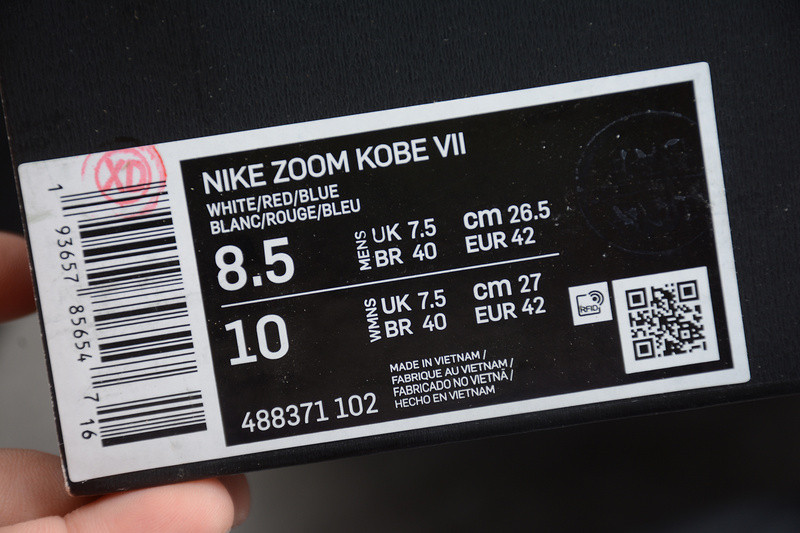 XD
1 93657 85654 7 16
NIKE ZOOM KOBE VII
WHITE/RED/BLUE
BLANC/ROUGE/BLEU
8.5
MENS
UK 7.5
BR 40
cm 26.5
EUR 42
10
WMNS
UK 7.5
BR 40
cm 27
EUR 42
RFID
488371 102
MADE IN VIETNAM /
FABRIQUE AU VIETNAM /
FABRICADO NO VIETNÃ /
HECHO EN VIETNAM